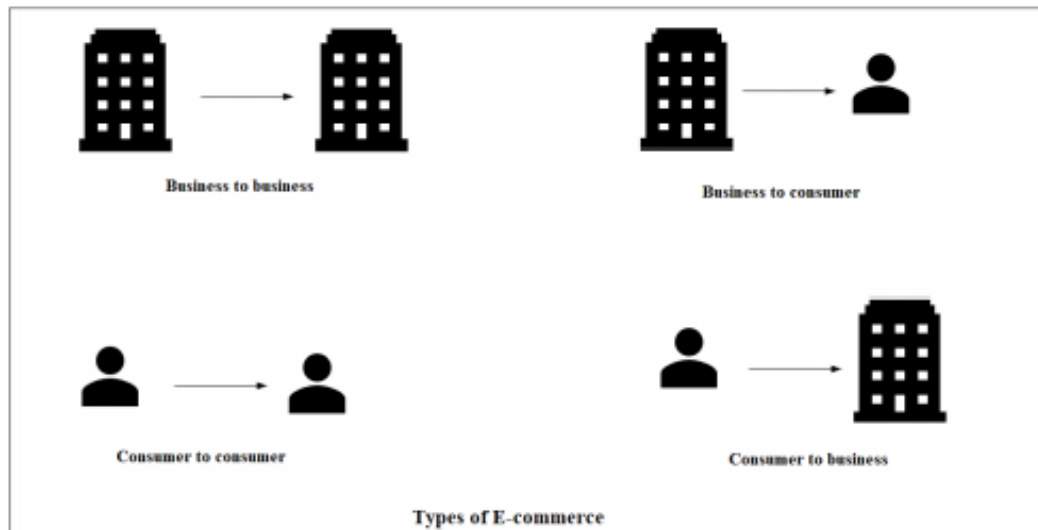 Business to business
Business to consumer
Consumer to consumer
Consumer to business
Types of E-commerce